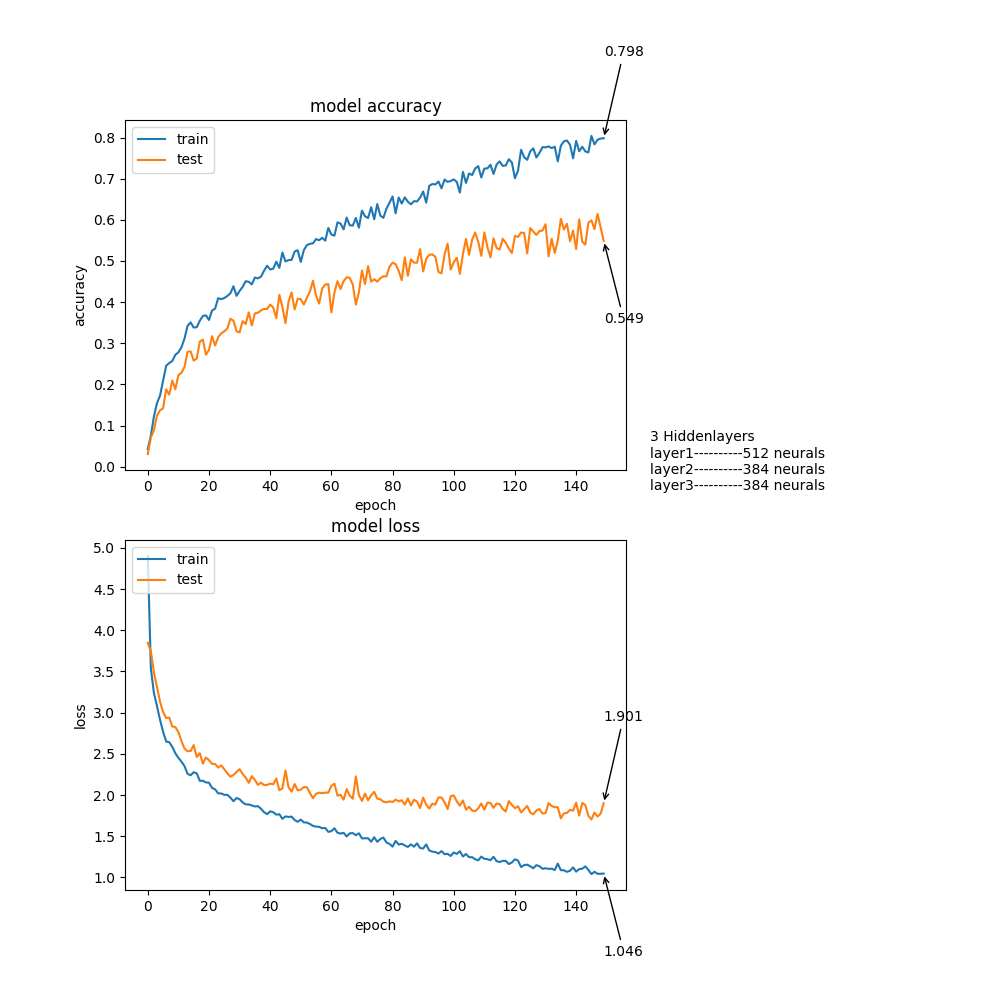 0.798
model accuracy
train
test
0.8
0.7
0.6
0.5
0.4
0.3
0.2
0.1
0.0
accuracy
0 20 40 60 80 100 120 140
epoch
0.549
3 Hiddenlayers
layer1----------512 neurals
layer2----------384 neurals
layer3----------384 neurals
model loss
train
test
5.0
4.5
4.0
3.5
3.0
2.5
2.0
1.5
1.0
loss
0 20 40 60 80 100 120 140
epoch
1.901
1.046